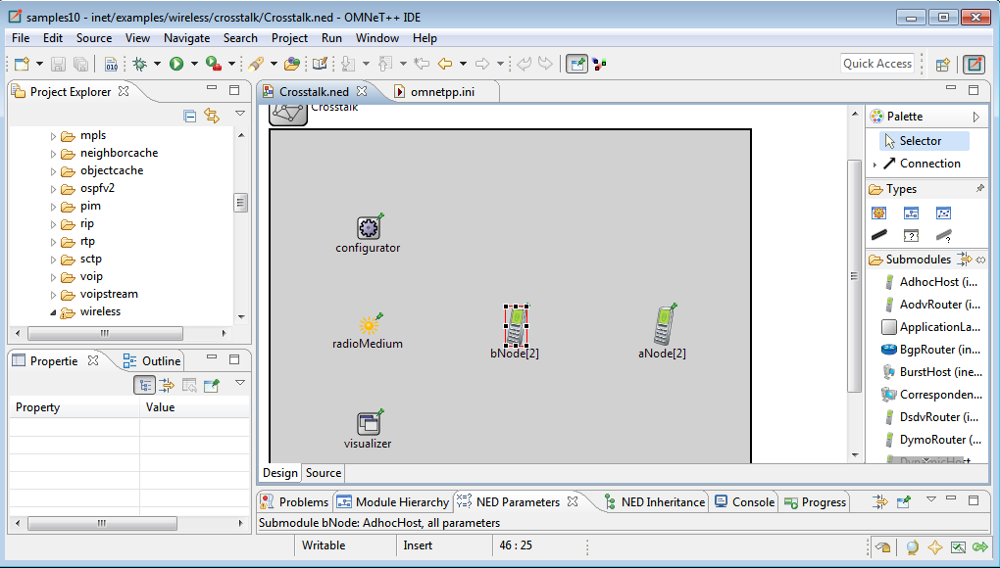 samples10 - inet/examples/wireless/crosstalk/Crosstalk.ned - OMNeT++ IDE
File Edit Source View Navigate Search Project Run Window Help
010
Quick Access
Project Explorer
mpls
neighborcache
objectcache
ospfv2
pim
rip
rtp
sctp
voip
voipstream
wireless
Propertie
Outline
Property Value
Crosstalk.ned
omnetpp.ini
Crosstalk
configurator
radioMedium
bNode[2]
aNode[2]
visualizer
Design Source
Palette
Selector
Connection
Types
Submodules
AdhocHost (i...
AodvRouter (i...
ApplicationLa...
BgpRouter (in...
BurstHost (ine...
Corresponden...
DsdvRouter (i...
DymoRouter (...
DynamicHost
Problems Module Hierarchy NED Parameters NED Inheritance Console Progress
Submodule bNode: AdhocHost, all parameters
Writable Insert 46 : 25